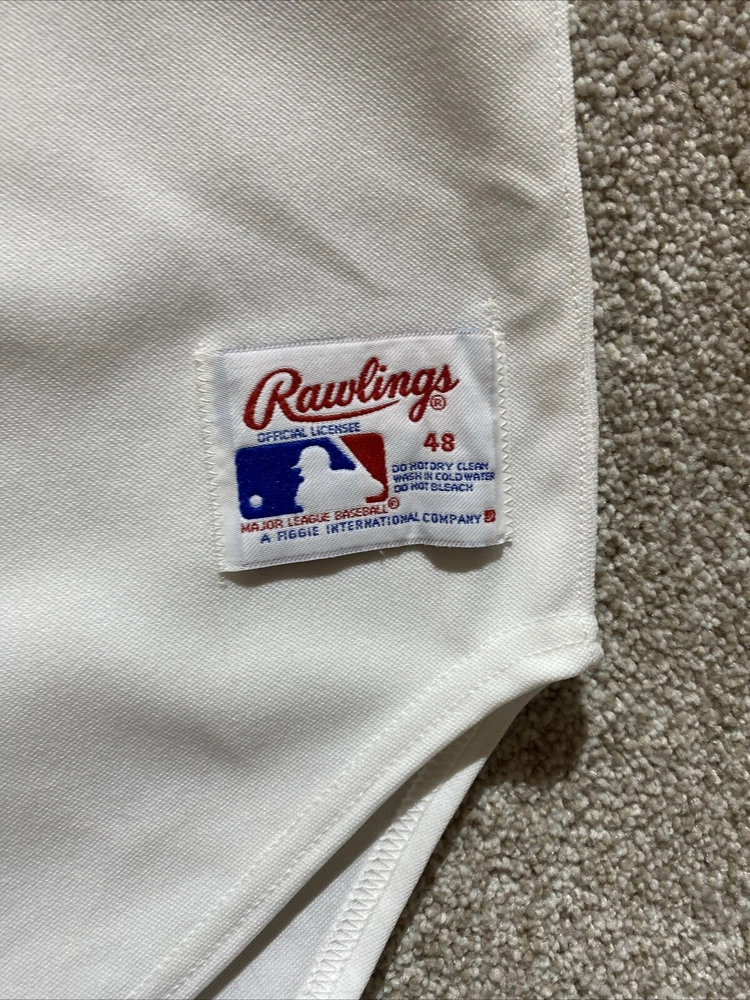 Rawlings®
OFFICIAL LICENSEE
48
DO NOT DRY CLEAN
WASH IN COLD WATER
DO NOT BLEACH
MAJOR LEAGUE BASEBALL®
A FIGGIE INTERNATIONAL COMPANY